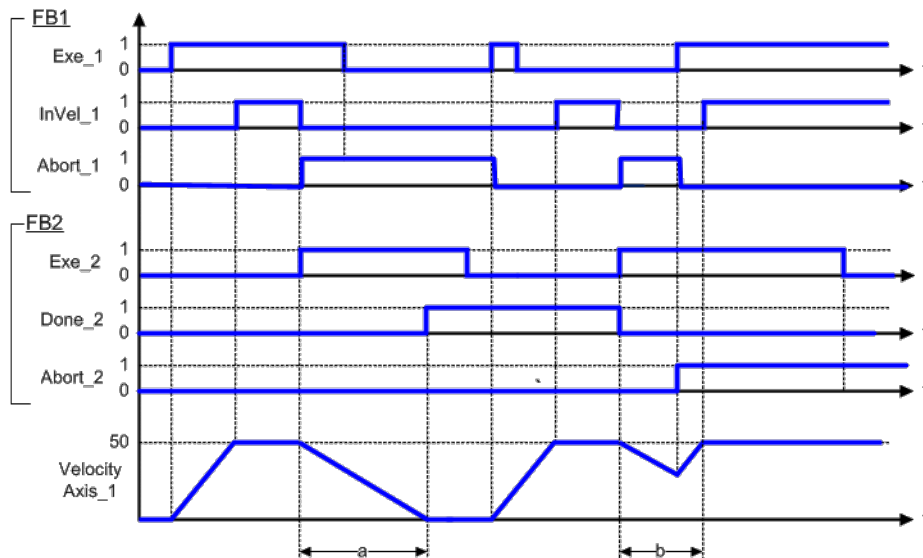 FB1
Exe_1
1
0
t
InVel_1
1
0
t
Abort_1
1
0
t
FB2
Exe_2
1
0
t
Done_2
1
0
t
Abort_2
1
0
t
50
Velocity
Axis_1
t
a
b